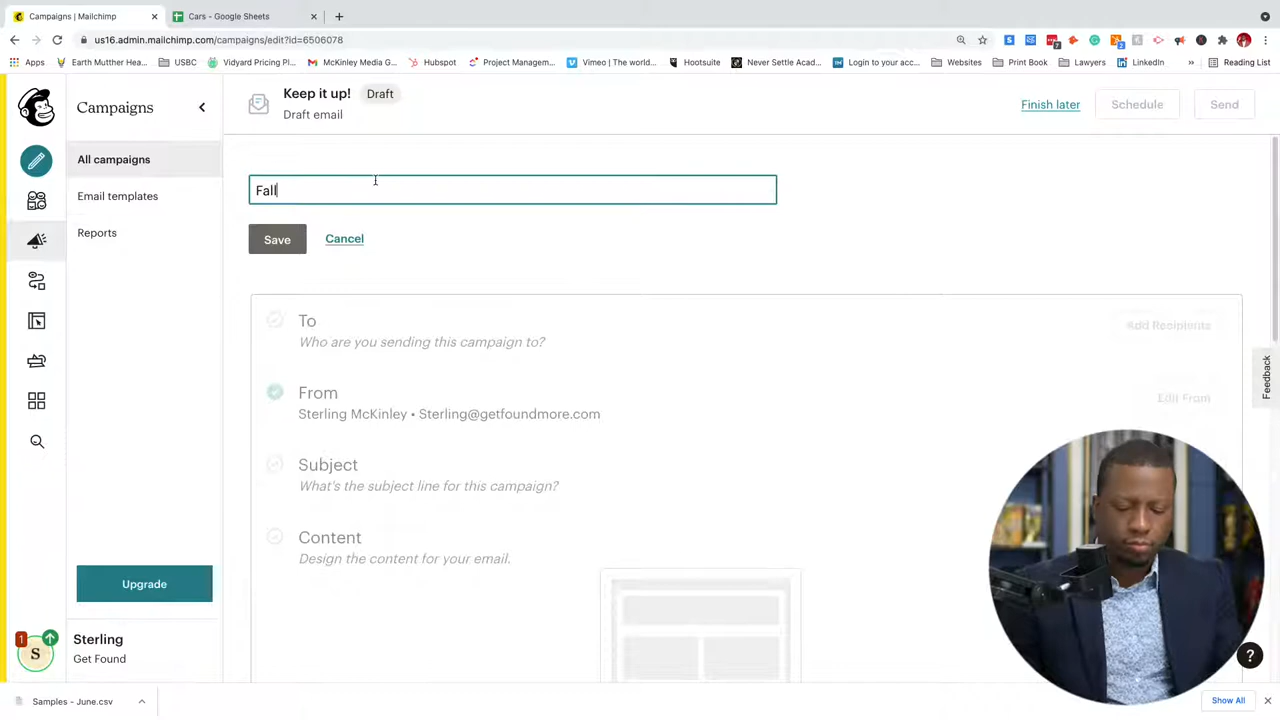 Campaigns | Mailchimp
Cars - Google Sheets
us16.admin.mailchimp.com/campaigns/edit?id=6506078
Apps
Earth Mutther Hea...
USBC
Vidyard Pricing Pl...
McKinley Media G...
Hubspot
Project Managem...
Vimeo | The world...
Hootsuite
Never Settle Acad...
Login to your acc...
Websites
Print Book
Lawyers
LinkedIn
»
Reading List
Campaigns
Keep it up!
Draft
Draft email
Finish later
Schedule
Send
All campaigns
Email templates
Reports
Fall
Save
Cancel
To
Who are you sending this campaign to?
Add Recipients
From
Sterling McKinley • Sterling@getfoundmore.com
Edit From
Subject
What's the subject line for this campaign?
Content
Design the content for your email.
Feedback
Upgrade
1
S
Sterling
Get Found
?
Samples - June.csv
Show All